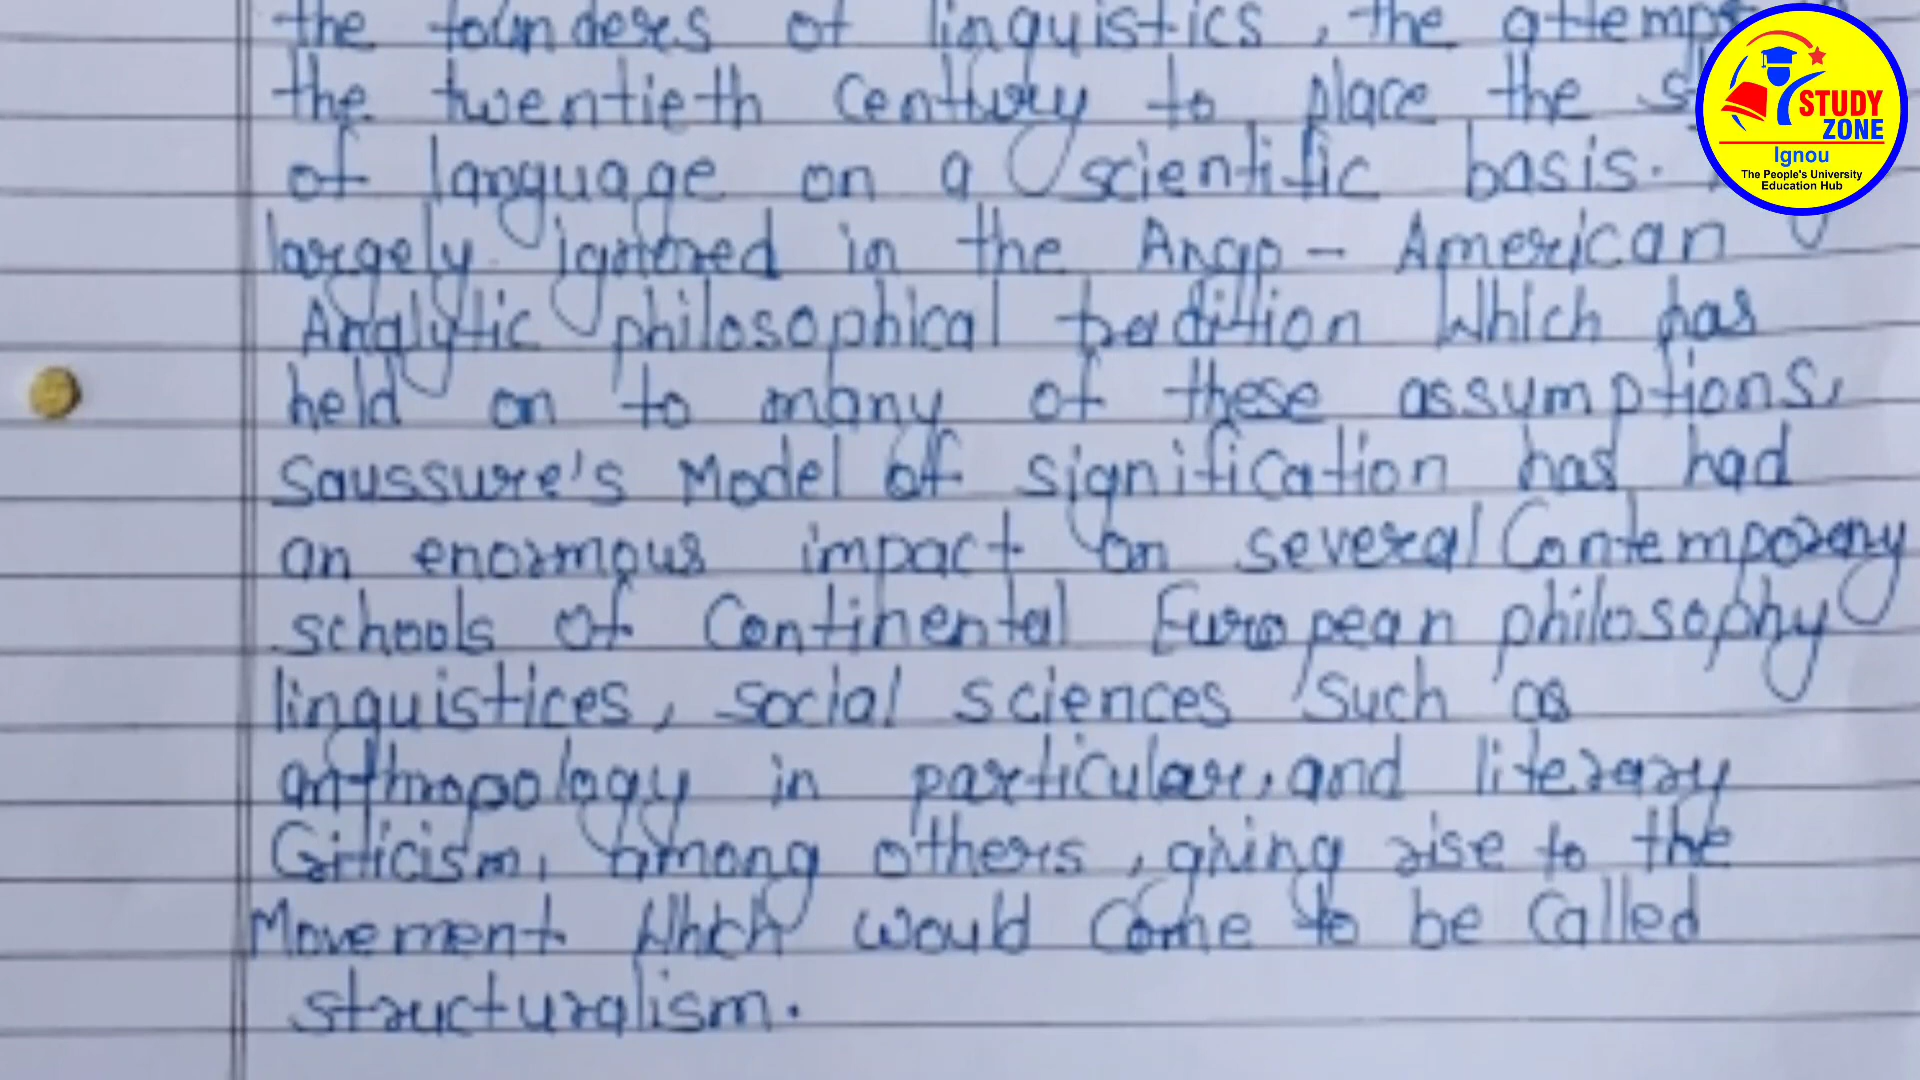 the founders of linguistics, the attemp
the twentieth century to place the
of language on a scientific basis.
largely ignored in the Anglo - American
Analytic philosophical tradition Which has
held on to many of these assumptions,
Saussure's Model of signification has had
an enormous impact on several Contemporary
schools of Continental European philosophy
linguistices, social sciences such as
anthropology in particular, and literary
Criticism, among others, giving rise to the
Movement Which would Come to be Called
structuralism.
STUDY
ZONE
Ignou
The People's University
Education Hub